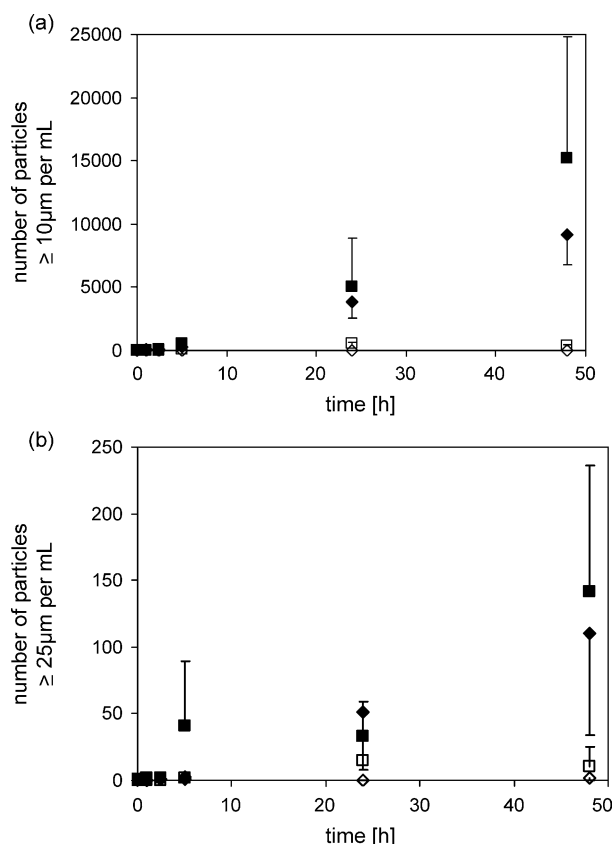 (a)
number of particles
≥ 10µm per mL
25000
20000
15000
10000
5000
0
0 10 20 30 40 50
time [h]
(b)
number of particles
≥ 25µm per mL
250
200
150
100
50
0
0 10 20 30 40 50
time [h]